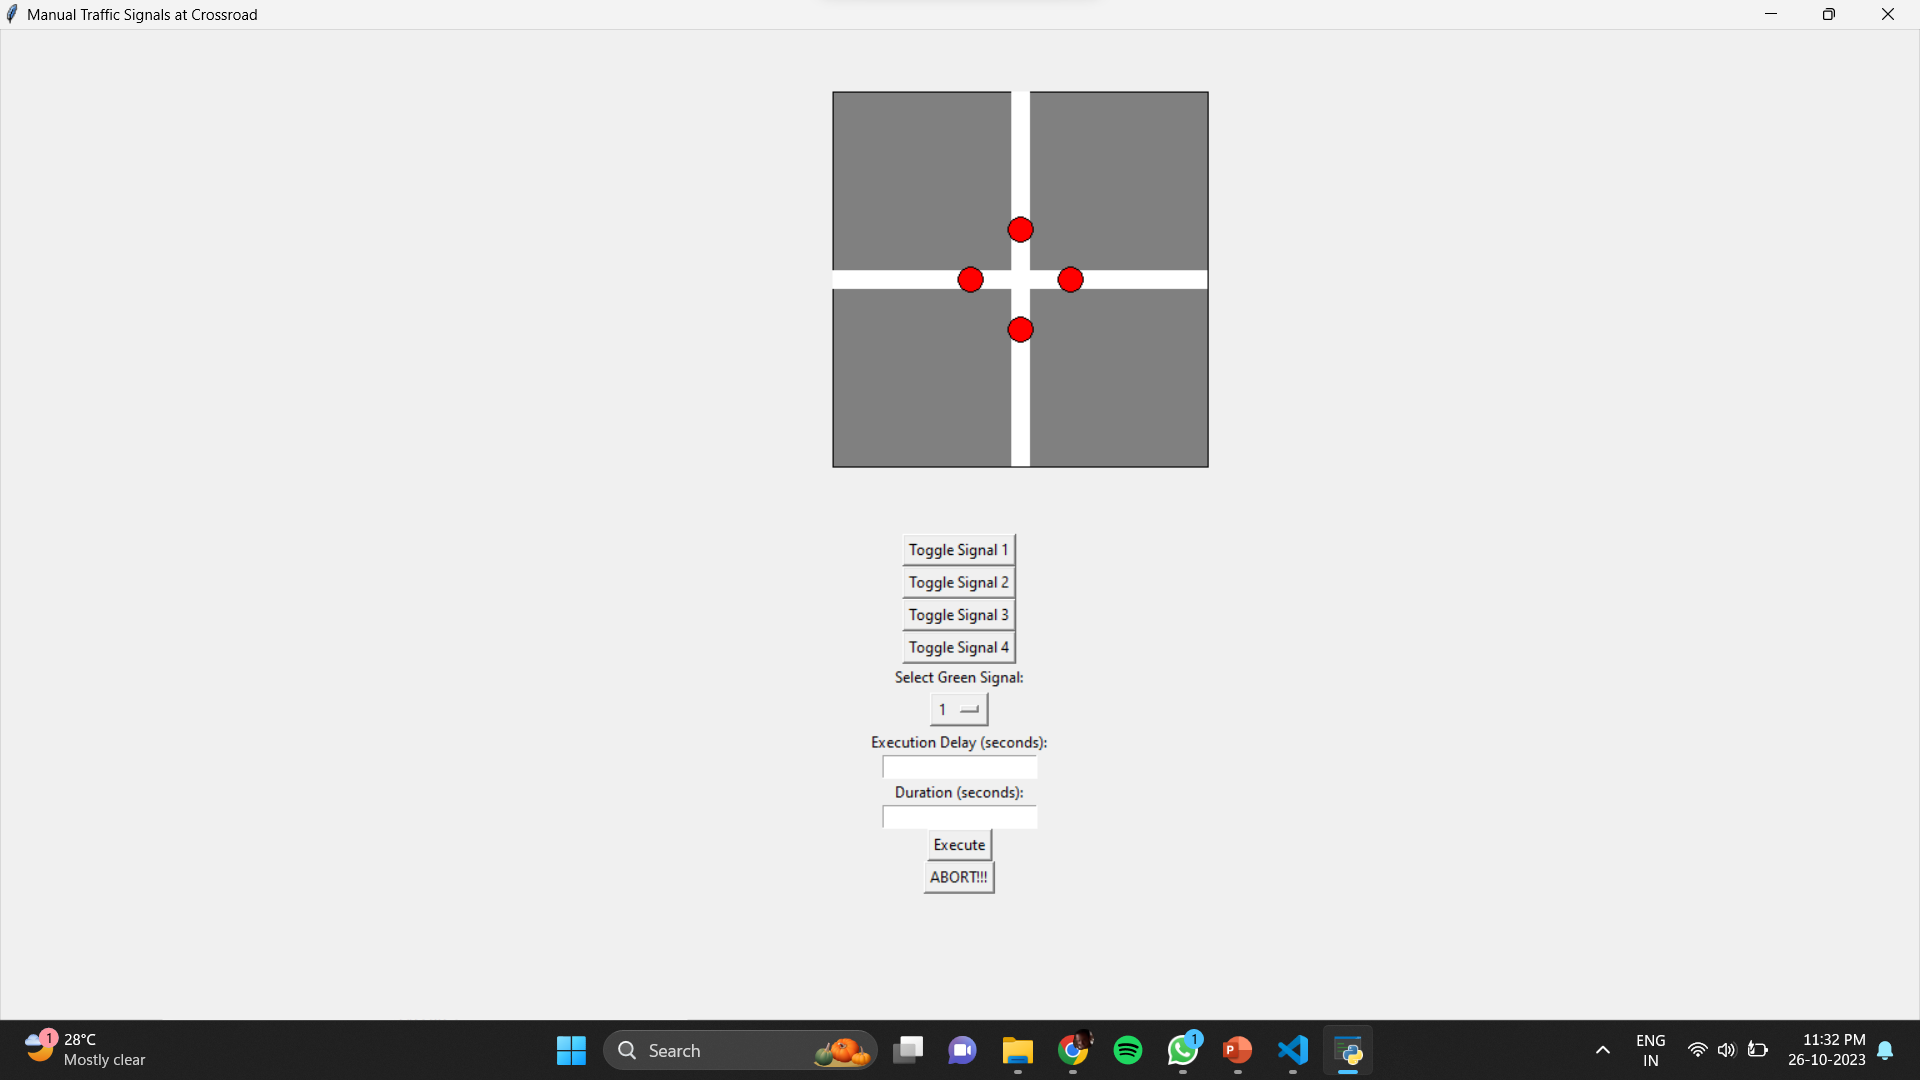 Manual Traffic Signals at Crossroad
Toggle Signal 1
Toggle Signal 2
Toggle Signal 3
Toggle Signal 4
Select Green Signal:
1
Execution Delay (seconds):
Duration (seconds):
Execute
ABORT!!!
1
28°C
Mostly clear
Search
1
P
ENG
IN
11:32 PM
26-10-2023